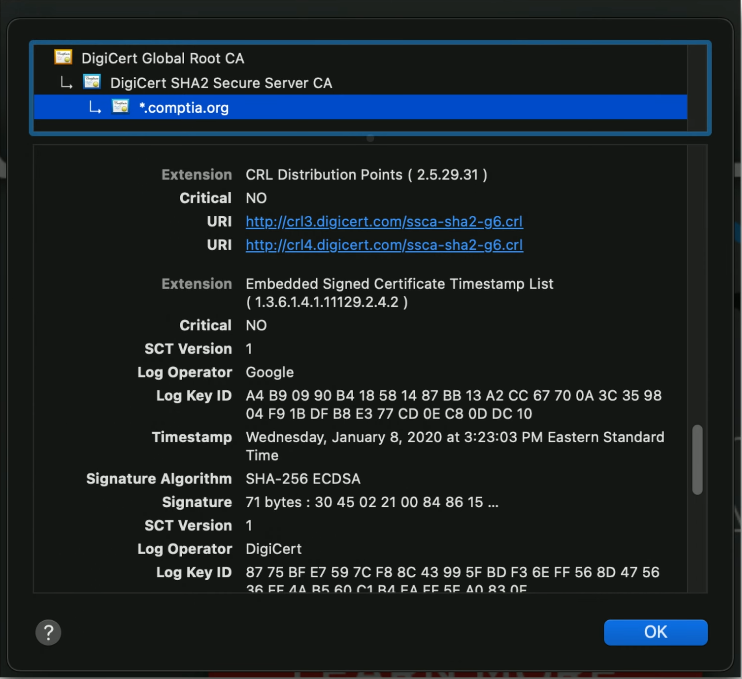 DigiCert Global Root CA
DigiCert SHA2 Secure Server CA
*.comptia.org
Extension CRL Distribution Points ( 2.5.29.31 )
Critical NO
URI http://crl3.digicert.com/ssca-sha2-g6.crl
URI http://crl4.digicert.com/ssca-sha2-g6.crl
Extension Embedded Signed Certificate Timestamp List
( 1.3.6.1.4.1.11129.2.4.2 )
Critical NO
SCT Version 1
Log Operator Google
Log Key ID A4 B9 09 90 B4 18 58 14 87 BB 13 A2 CC 67 70 0A 3C 35 98
04 F9 1B DF B8 E3 77 CD 0E C8 0D DC 10
Timestamp Wednesday, January 8, 2020 at 3:23:03 PM Eastern Standard
Time
Signature Algorithm SHA-256 ECDSA
Signature 71 bytes : 30 45 02 21 00 84 86 15 ...
SCT Version 1
Log Operator DigiCert
Log Key ID 87 75 BF E7 59 7C F8 8C 43 99 5F BD F3 6E FF 56 8D 47 56
36 FF 4A B5 60 C1 B4 EA FF 5E A0 83 0F
? OK
LEARN MORE